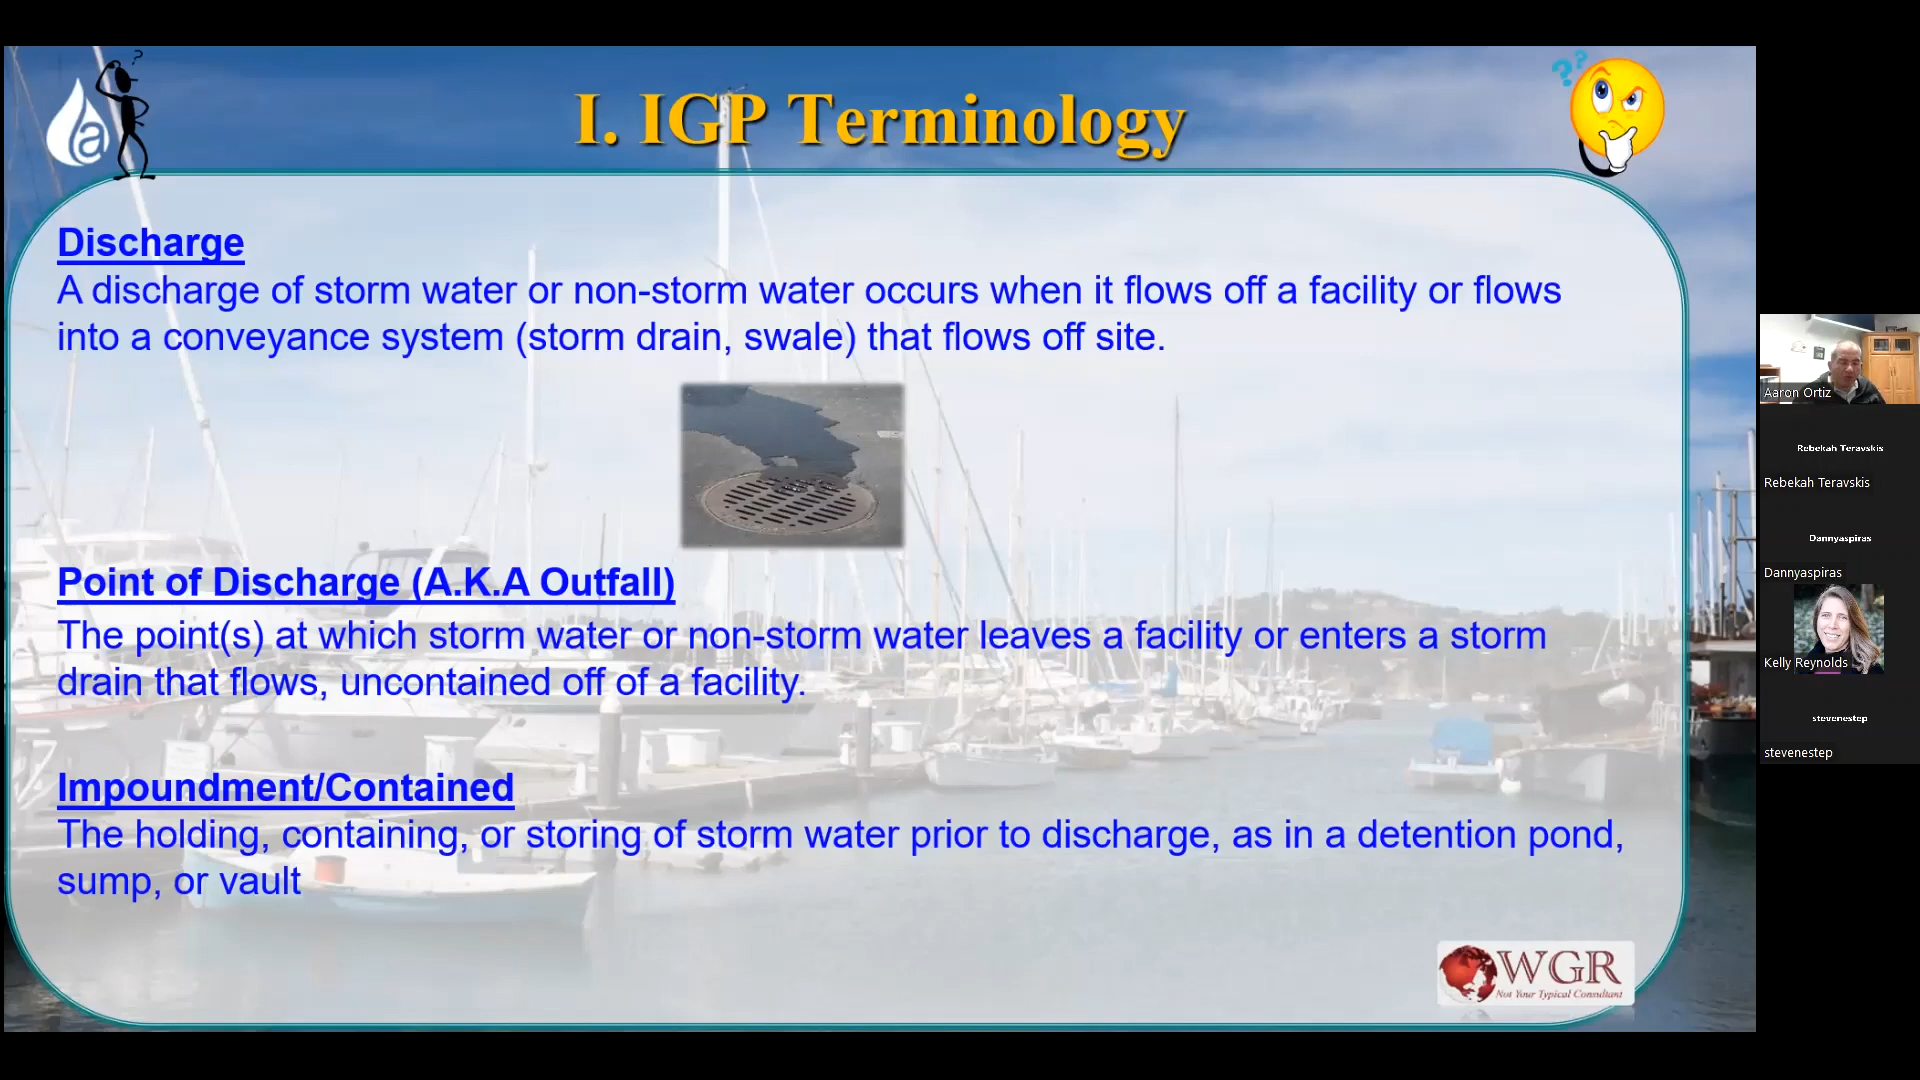 I. IGP Terminology
Discharge
A discharge of storm water or non-storm water occurs when it flows off a facility or flows
into a conveyance system (storm drain, swale) that flows off site.
Point of Discharge (A.K.A Outfall)
The point(s) at which storm water or non-storm water leaves a facility or enters a storm
drain that flows, uncontained off of a facility.
Impoundment/Contained
The holding, containing, or storing of storm water prior to discharge, as in a detention pond,
sump, or vault
WGR
Not Your Typical Consultant
a
?
? ?
Aaron Ortiz
Rebekah Teravskis
Rebekah Teravskis
Dannyaspiras
Dannyaspiras
Kelly Reynolds
stevenestep
stevenestep